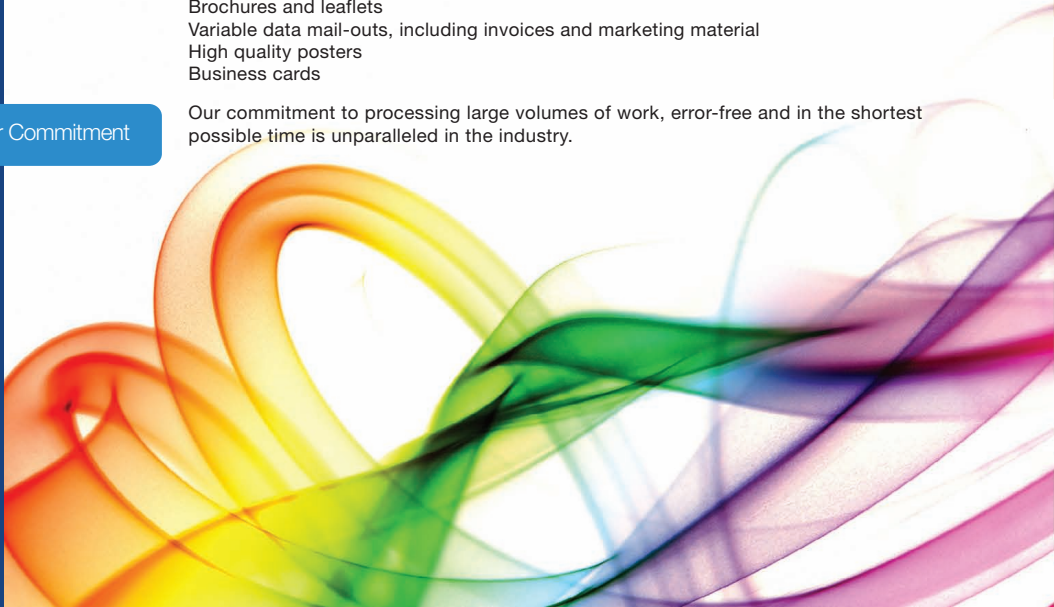 Brochures and leaflets
Variable data mail-outs, including invoices and marketing material
High quality posters
Business cards
r Commitment
Our commitment to processing large volumes of work, error-free and in the shortest
possible time is unparalleled in the industry.